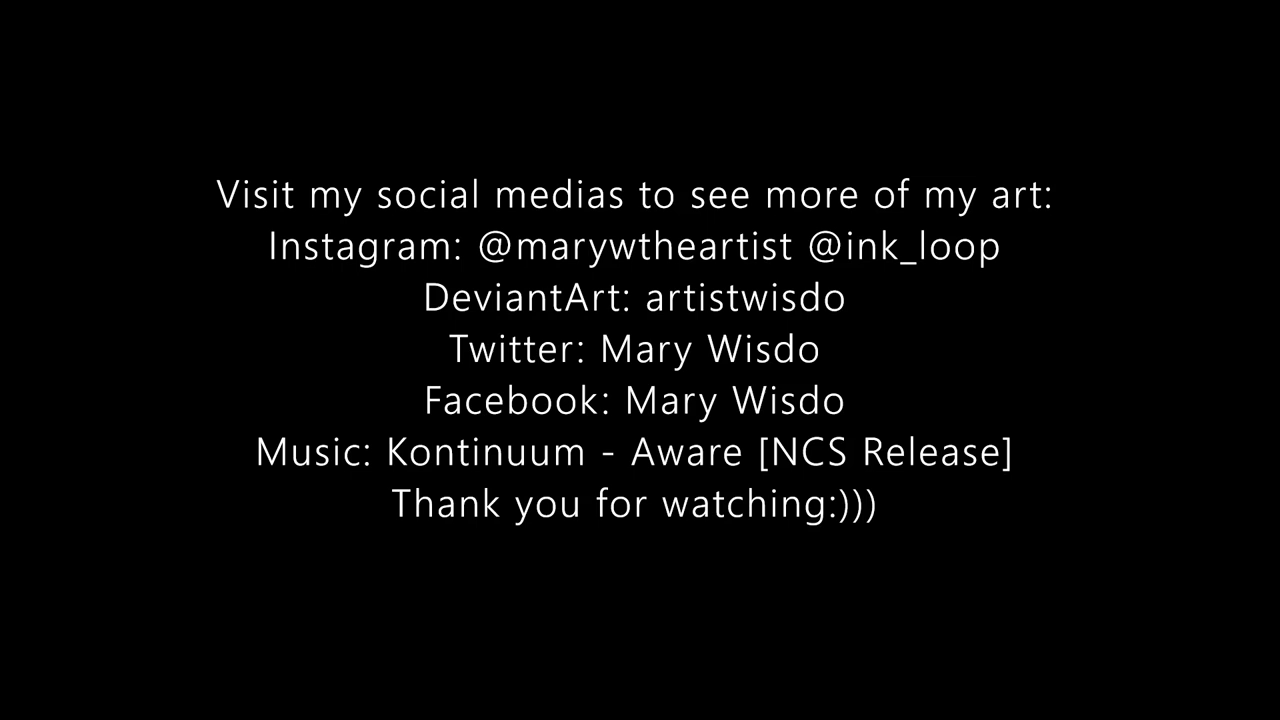 Visit my social medias to see more of my art:
Instagram: @marywtheartist @ink_loop
DeviantArt: artistwisdo
Twitter: Mary Wisdo
Facebook: Mary Wisdo
Music: Kontinuum - Aware [NCS Release]
Thank you for watching:)))